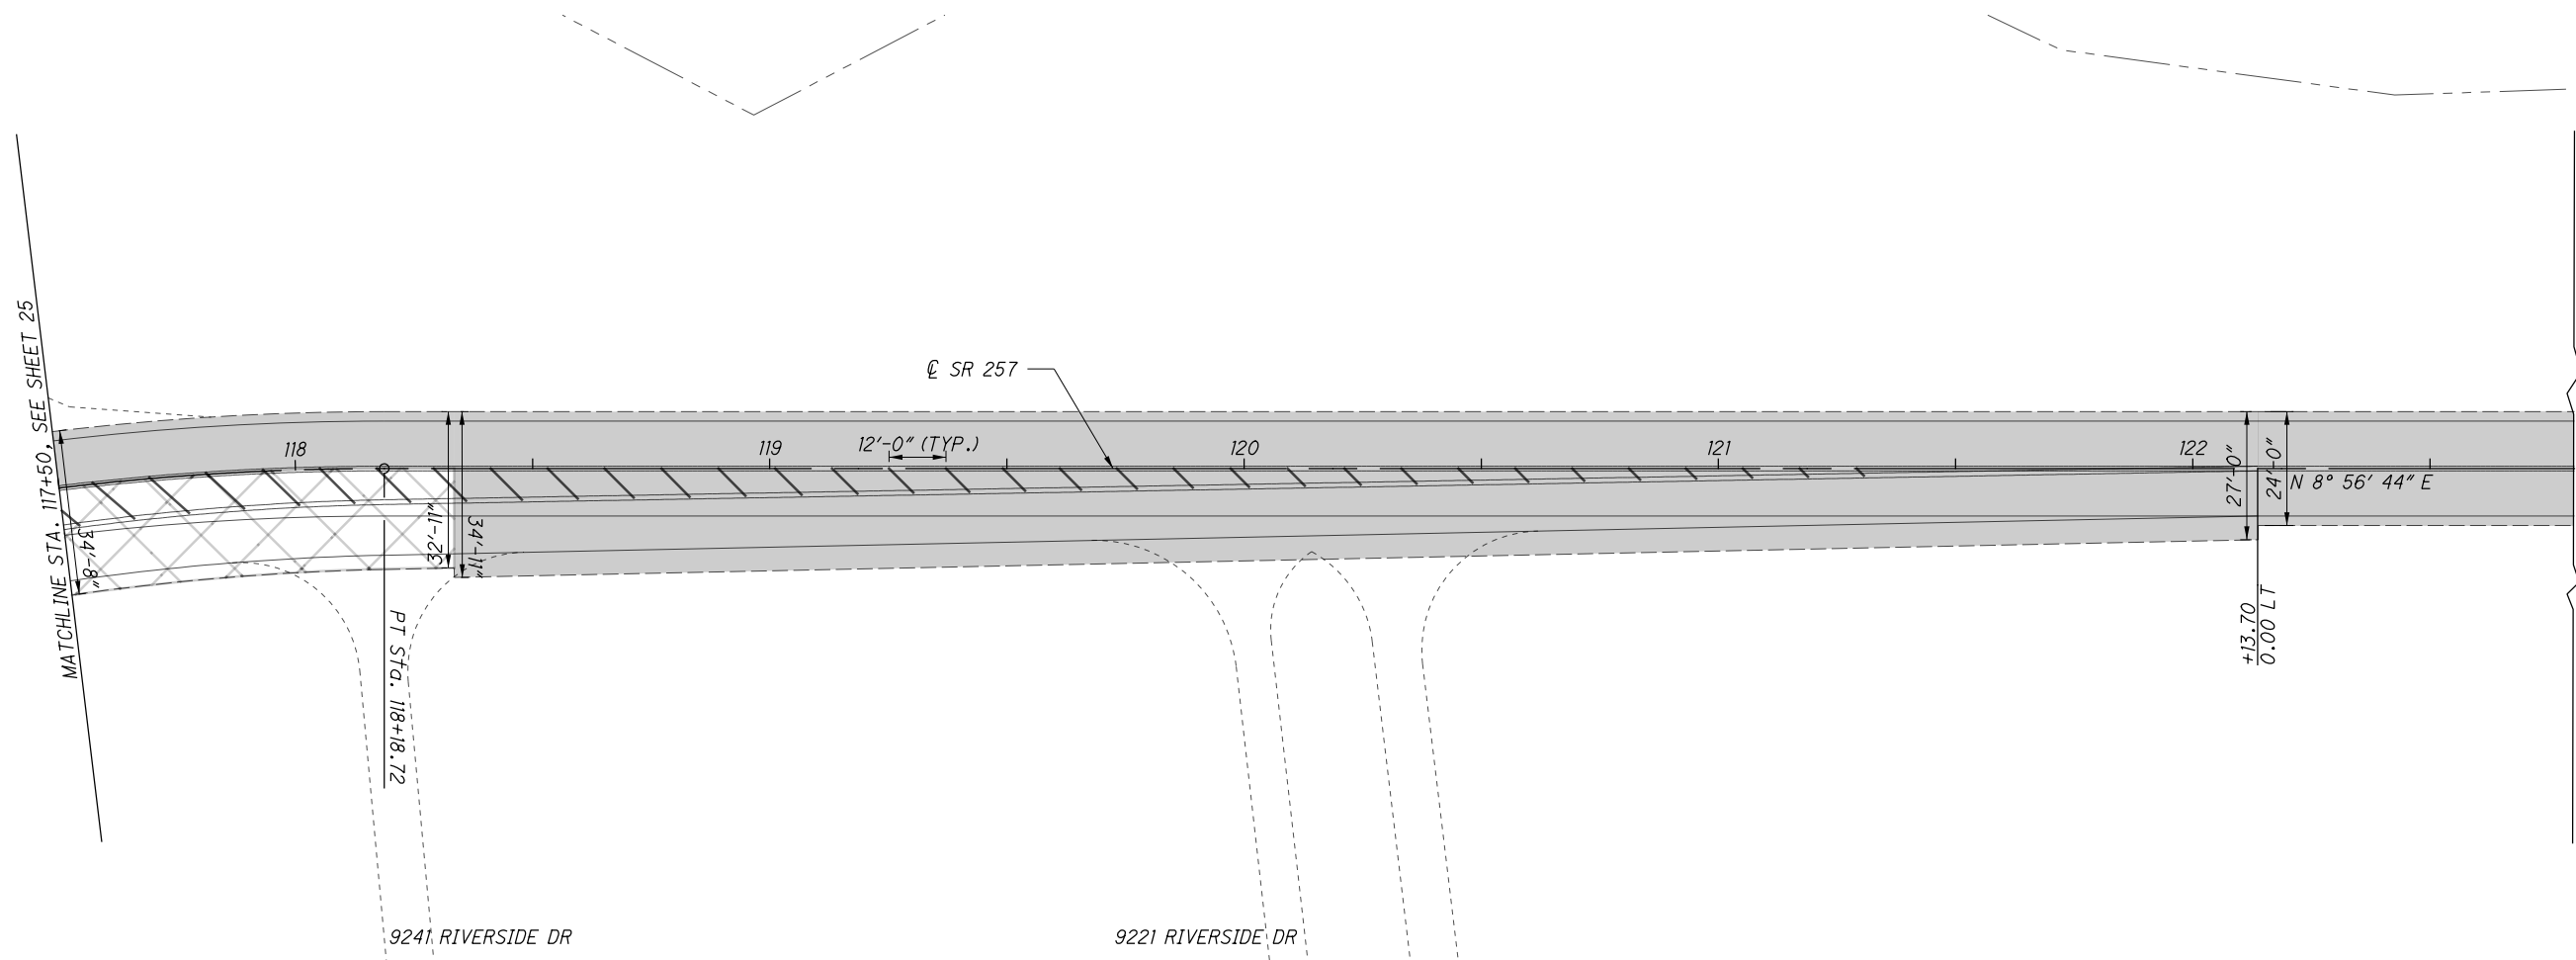 MATCHLINE STA. 117+50, SEE SHEET 25
℄ SR 257
118
119
12'-0" (TYP.)
120
121
122
34'-8"
32'-11"
34'-11"
27'-0"
24'-0"
N 8° 56' 44" E
PT Sta. 118+18.72
+13.70
0.00 LT
9241 RIVERSIDE DR
9221 RIVERSIDE DR